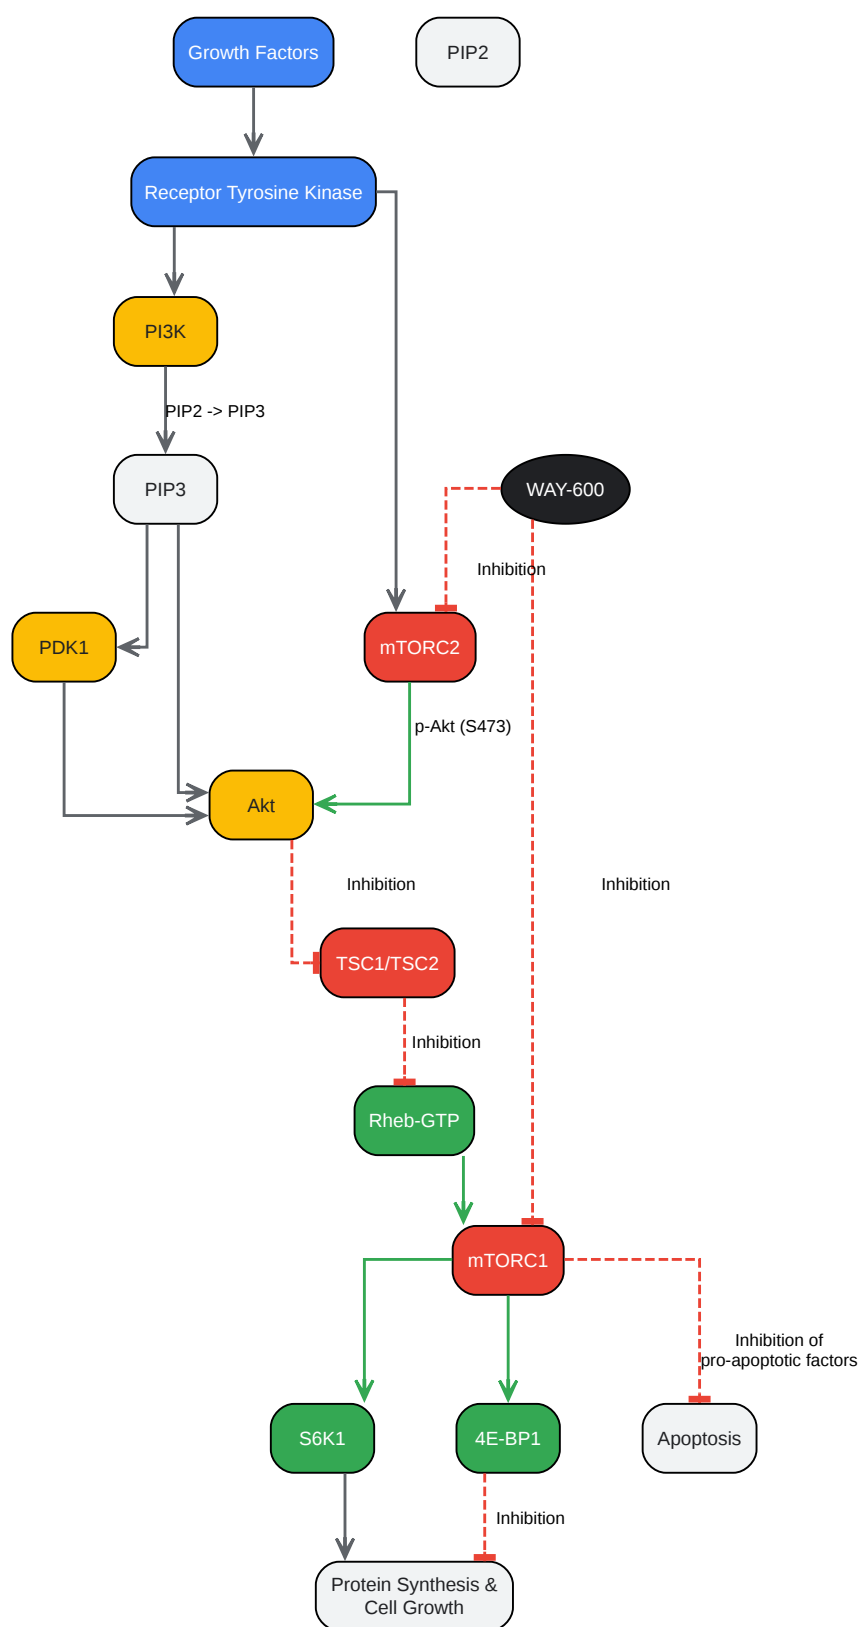 Growth Factors
PIP2
Receptor Tyrosine Kinase
PI3K
PIP2 -> PIP3
PIP3
WAY-600
Inhibition
PDK1
mTORC2
p-Akt (S473)
Akt
Inhibition
Inhibition
TSC1/TSC2
Inhibition
Rheb-GTP
mTORC1
Inhibition of
pro-apoptotic factors
S6K1
4E-BP1
Apoptosis
Inhibition
Protein Synthesis &
Cell Growth